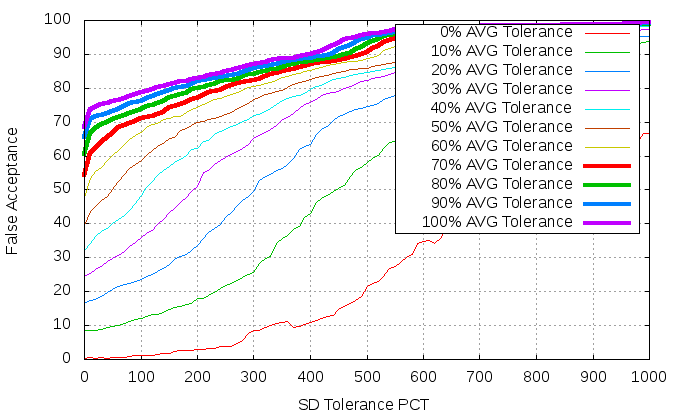 100
90
80
70
60
50
40
30
20
10
0
False Acceptance
0% AVG Tolerance
10% AVG Tolerance
20% AVG Tolerance
30% AVG Tolerance
40% AVG Tolerance
50% AVG Tolerance
60% AVG Tolerance
70% AVG Tolerance
80% AVG Tolerance
90% AVG Tolerance
100% AVG Tolerance
0 100 200 300 400 500 600 700 800 900 1000
SD Tolerance PCT